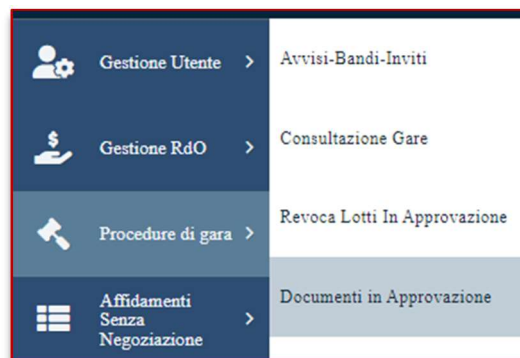 Gestione Utente
Gestione RdO
Procedure di gara
Affidamenti
Senza
Negoziazione
Avvisi-Bandi-Inviti
Consultazione Gare
Revoca Lotti In Approvazione
Documenti in Approvazione